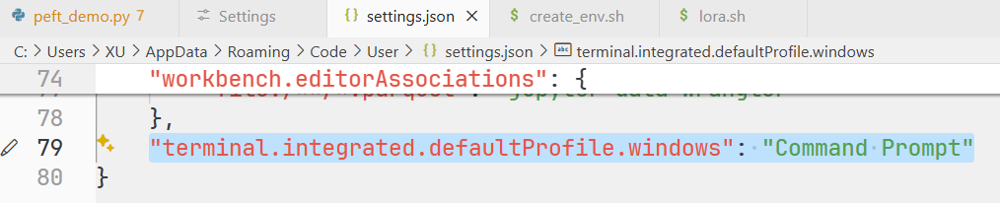 peft_demo.py 7 Settings settings.json create_env.sh lora.sh
C: > Users > XU > AppData > Roaming > Code > User > {} settings.json > terminal.integrated.defaultProfile.windows
74 "workbench.editorAssociations": {
78 },
79 "terminal.integrated.defaultProfile.windows": "Command Prompt"
80 }